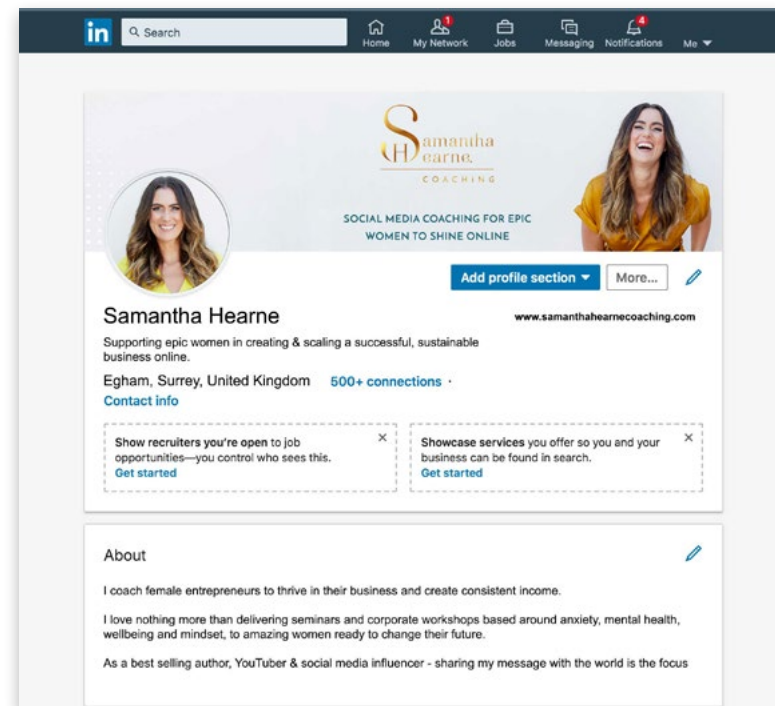 in
Search
Home
My Network
1
Jobs
Messaging
Notifications
4
Me
Samantha
Hearne
COACHING
SOCIAL MEDIA COACHING FOR EPIC
WOMEN TO SHINE ONLINE
Add profile section
More...
Samantha Hearne
www.samanthahearnecoaching.com
Supporting epic women in creating & scaling a successful, sustainable
business online.
Egham, Surrey, United Kingdom 500+ connections ·
Contact info
Show recruiters you're open to job
opportunities—you control who sees this.
Get started
Showcase services you offer so you and your
business can be found in search.
Get started
About
I coach female entrepreneurs to thrive in their business and create consistent income.
I love nothing more than delivering seminars and corporate workshops based around anxiety, mental health,
wellbeing and mindset, to amazing women ready to change their future.
As a best selling author, YouTuber & social media influencer - sharing my message with the world is the focus